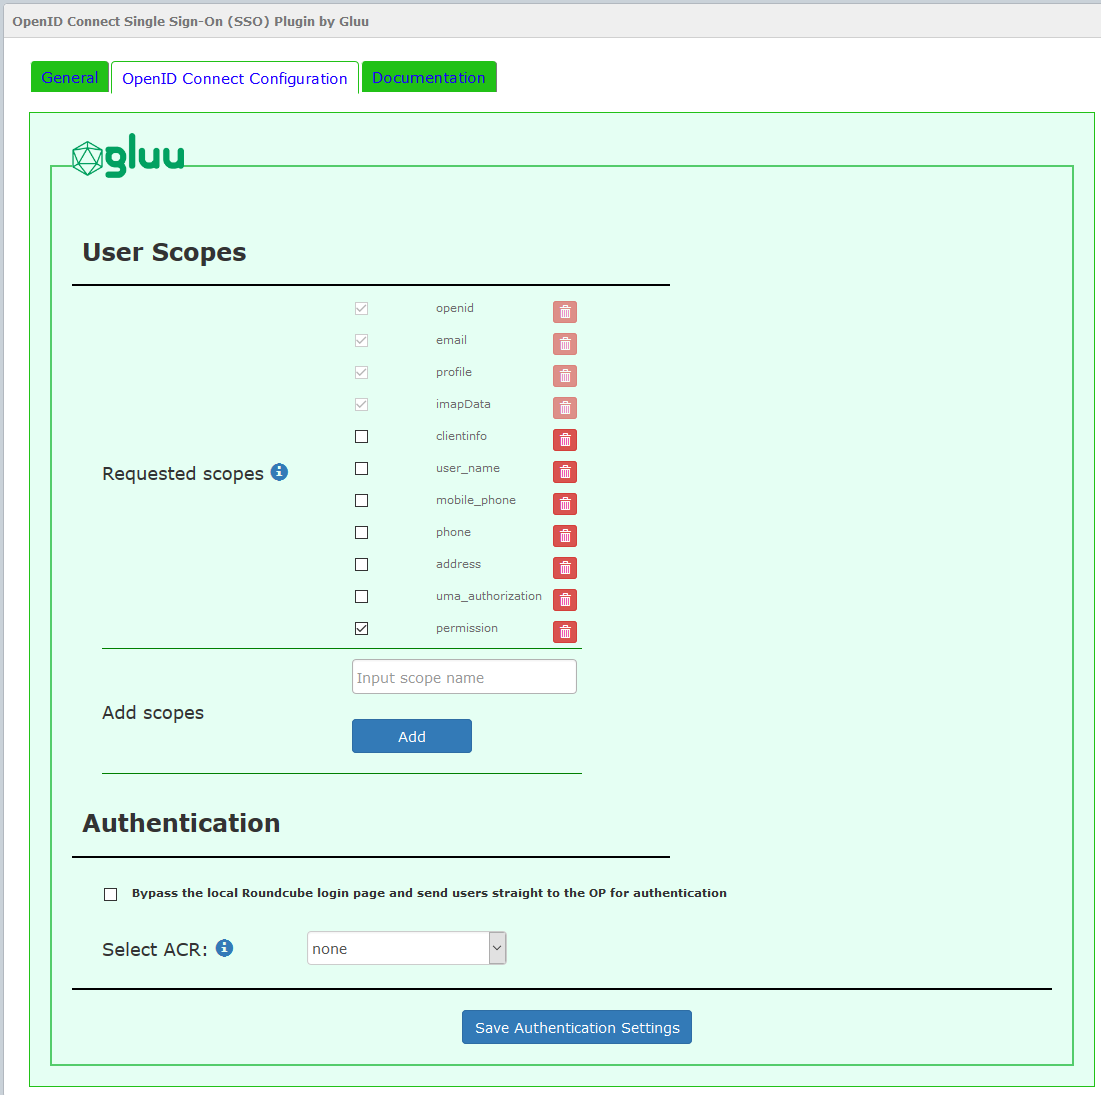 OpenID Connect Single Sign-On (SSO) Plugin by Gluu
General OpenID Connect Configuration Documentation
gluu
User Scopes
openid
email
profile
imapData
clientinfo
Requested scopes
user_name
mobile_phone
phone
address
uma_authorization
permission
Input scope name
Add scopes
Add
Authentication
Bypass the local Roundcube login page and send users straight to the OP for authentication
Select ACR: none
Save Authentication Settings